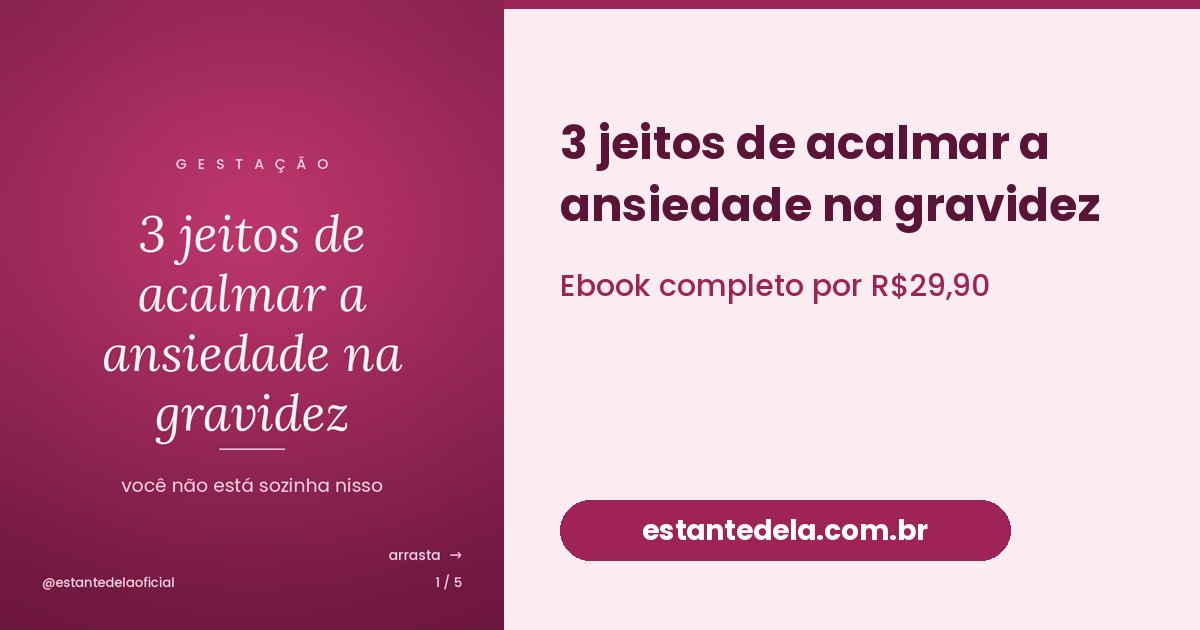 GESTAÇÃO
3 jeitos de
acalmar a
ansiedade na
gravidez
você não está sozinha nisso
arrasta →
@estantedelaoficial
1 / 5
3 jeitos de acalmar a
ansiedade na gravidez
Ebook completo por R$29,90
estantedela.com.br